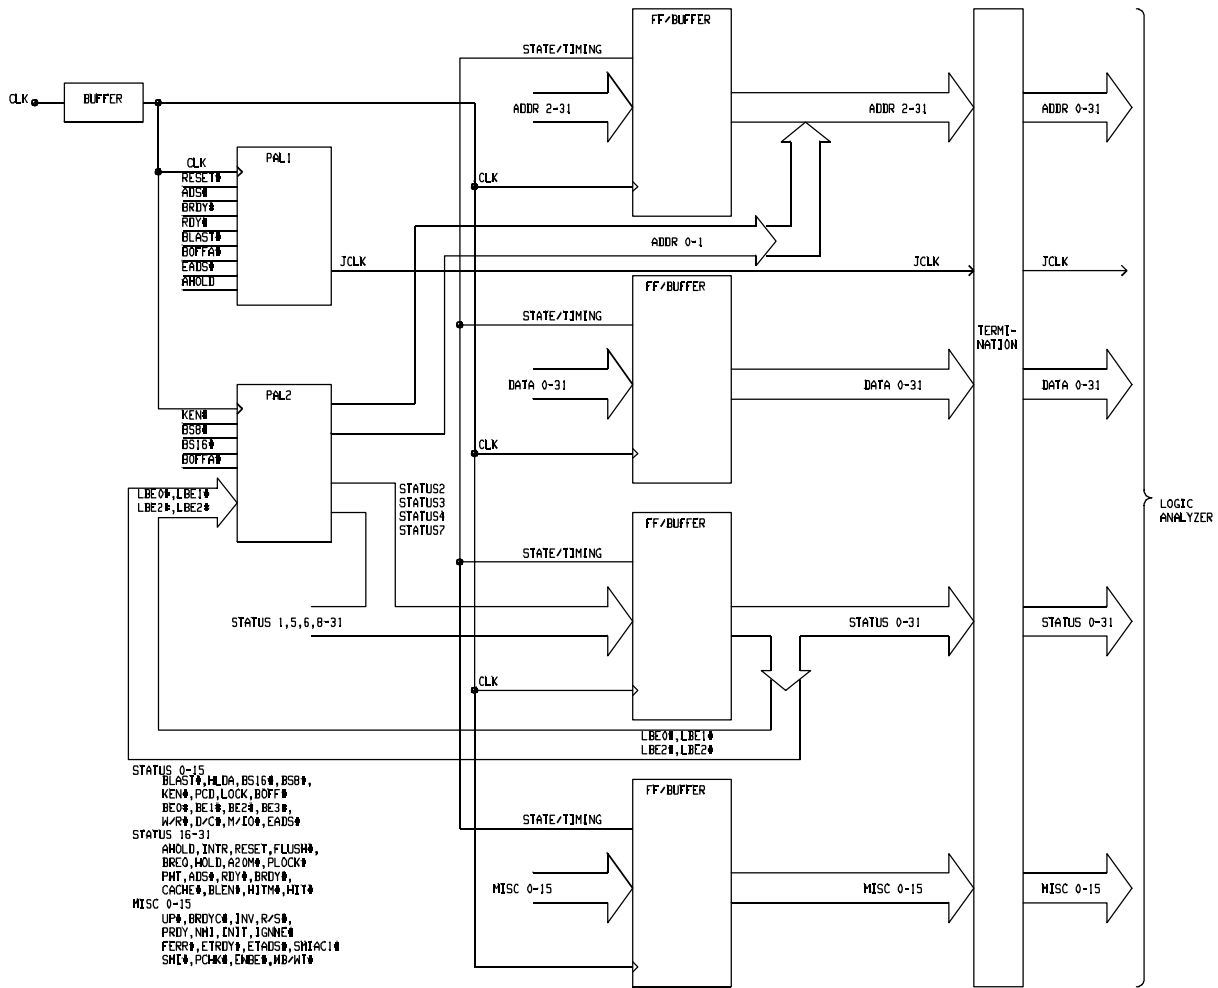 FF/BUFFER
STATE/TIMING
CLK
BUFFER
ADDR 2-31
ADDR 2-31
ADDR 0-31
PAL1
CLK
RESET#
ADS#
BRDY#
RDY#
BLAST#
BOFFA#
EADS#
AHOLD
CLK
ADDR 0-1
JCLK
JCLK
JCLK
FF/BUFFER
STATE/TIMING
TERMI-
NATION
DATA 0-31
DATA 0-31
DATA 0-31
PAL2
KEN#
BS8#
BS16#
BOFFA#
CLK
LBE0#,LBE1#
LBE2#,LBE2#
STATUS2
STATUS3
STATUS4
STATUS7
LOGIC
ANALYZER
FF/BUFFER
STATE/TIMING
STATUS 1,5,6,8-31
STATUS 0-31
STATUS 0-31
CLK
LBE0#,LBE1#
LBE2#,LBE2#
STATUS 0-15
BLAST#,HLDA,BS16#,BS8#,
KEN#,PCD,LOCK,BOFF#
BE0#,BE1#,BE2#,BE3#,
W/R#,D/C#,M/IO#,EADS#
STATUS 16-31
AHOLD,INTR,RESET,FLUSH#,
BREQ,HOLD,A20M#,PLOCK#
PHT,ADS#,RDY#,BRDY#,
CACHE#,BLEN#,HITM#,HIT#
MISC 0-15
UP#,BRDYC#,INV,R/S#,
PRDY,NMI,INIT,IGNNE#
FERR#,ETRDY#,ETADS#,SMIACT#
SMI#,PCHK#,ENBE#,WB/WT#
FF/BUFFER
STATE/TIMING
MISC 0-15
MISC 0-15
MISC 0-15